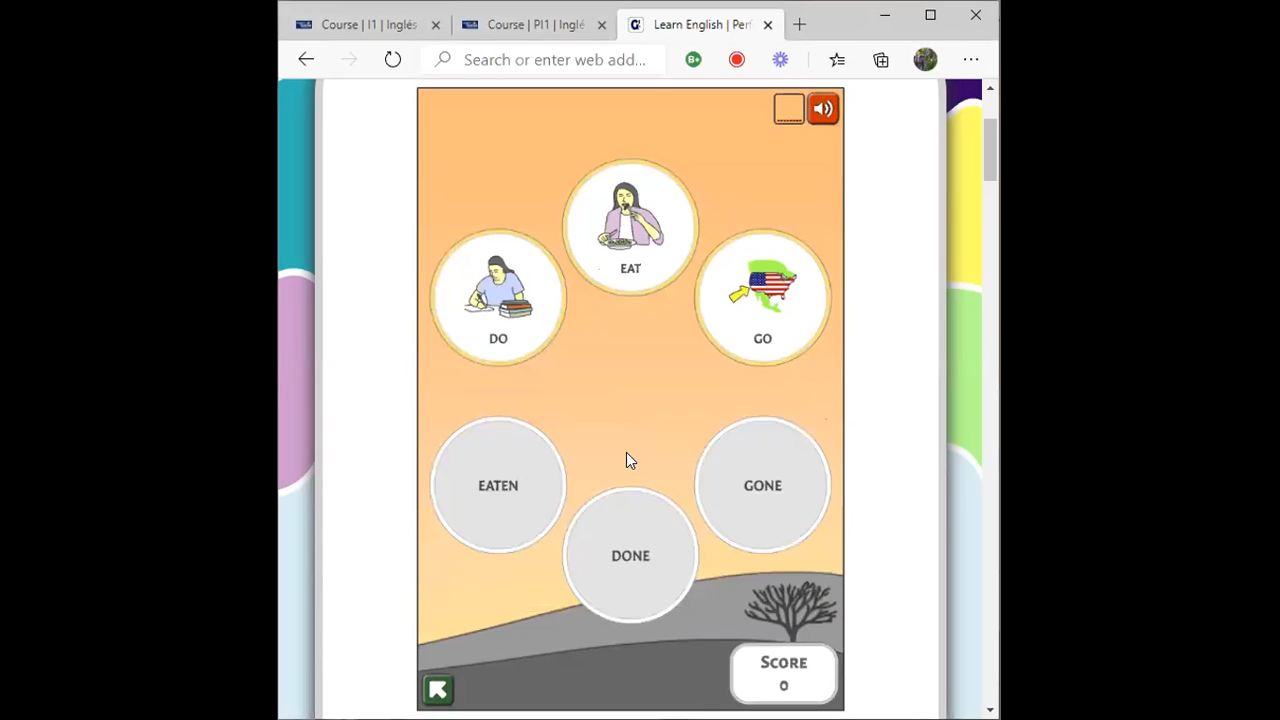 Course | I1 | Inglés
Course | PI1 | Inglé
Learn English | Perf
Search or enter web add...
B+
EAT
DO
GO
EATEN
GONE
DONE
SCORE
0